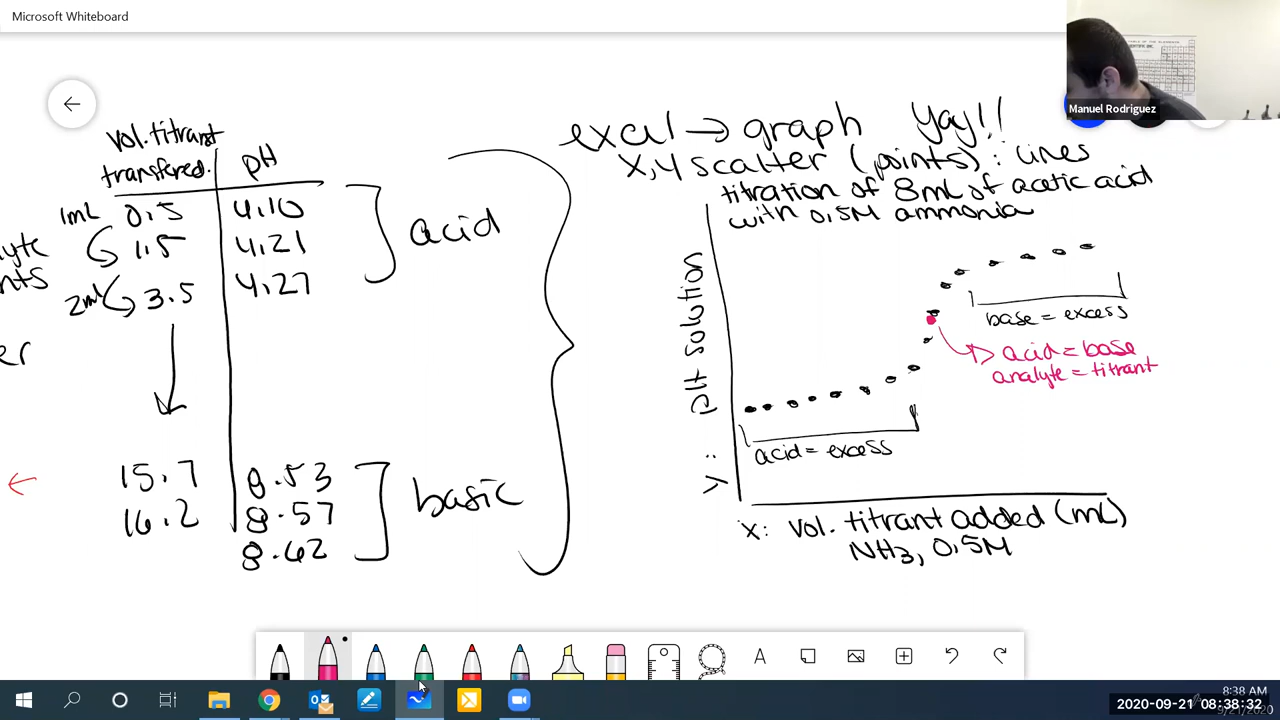 Microsoft Whiteboard
Manuel Rodriguez
vol. titrant
transferred.
pH
1mL
0.5
4.10
1.5
4.21
2mL
3.5
4.27
acid
15.7
8.53
16.2
8.57
8.62
basic
excel → graph Yay!!
X,Y scatter (points): lines
titration of 8mL of acetic acid
with 0.5M ammonia
Y: pH solution
base = excess
acid = base
analyte = titrant
acid = excess
x: vol. titrant added (mL)
NH3, 0.5M
8:38 AM
2020-09-21 08:38:32